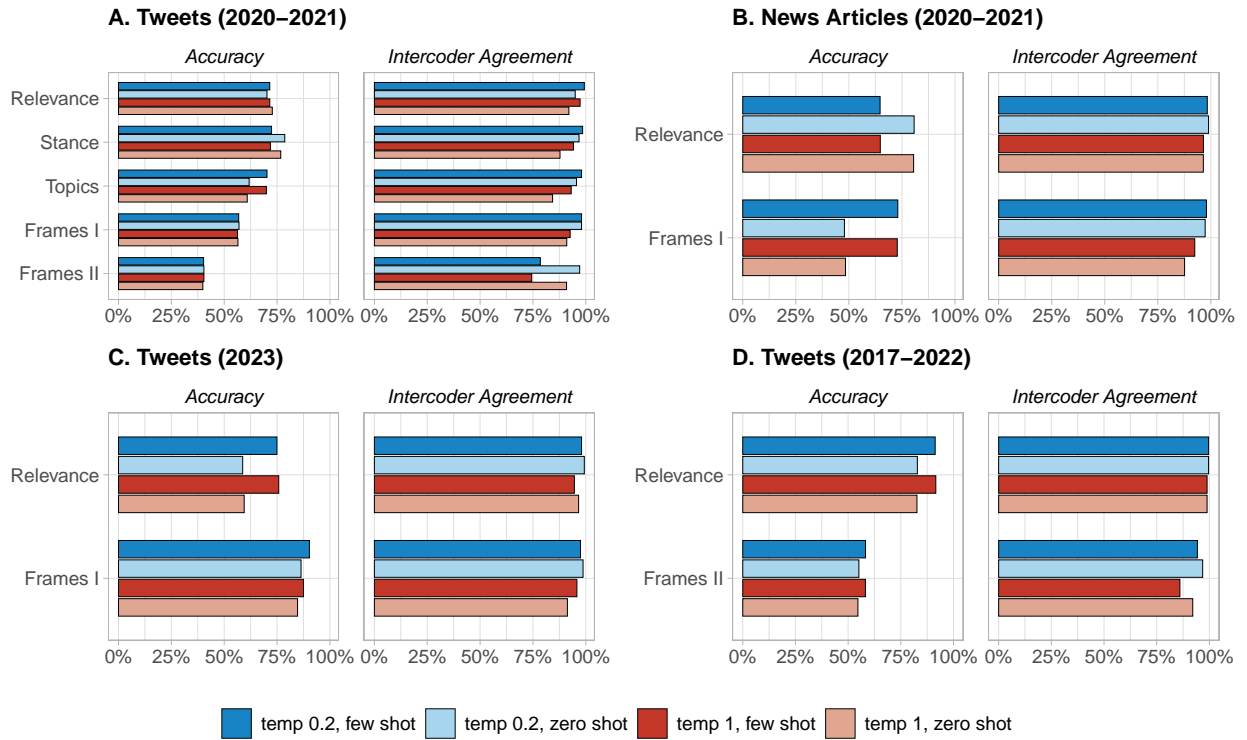 A. Tweets (2020–2021)
Accuracy
Intercoder Agreement
Relevance
Stance
Topics
Frames I
Frames II
0% 25% 50% 75% 100%
0% 25% 50% 75% 100%
B. News Articles (2020–2021)
Accuracy
Intercoder Agreement
Relevance
Frames I
0% 25% 50% 75% 100%
0% 25% 50% 75% 100%
C. Tweets (2023)
Accuracy
Intercoder Agreement
Relevance
Frames I
0% 25% 50% 75% 100%
0% 25% 50% 75% 100%
D. Tweets (2017–2022)
Accuracy
Intercoder Agreement
Relevance
Frames II
0% 25% 50% 75% 100%
0% 25% 50% 75% 100%
temp 0.2, few shot
temp 0.2, zero shot
temp 1, few shot
temp 1, zero shot